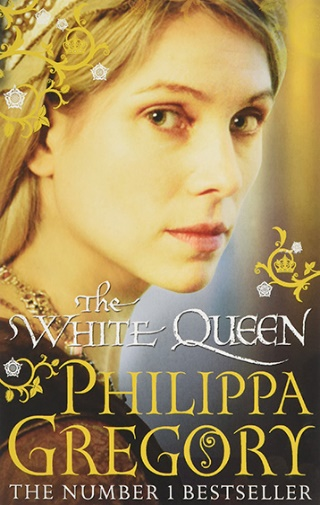 The
WHITE QUEEN
PHILIPPA
GREGORY
THE NUMBER 1 BESTSELLER